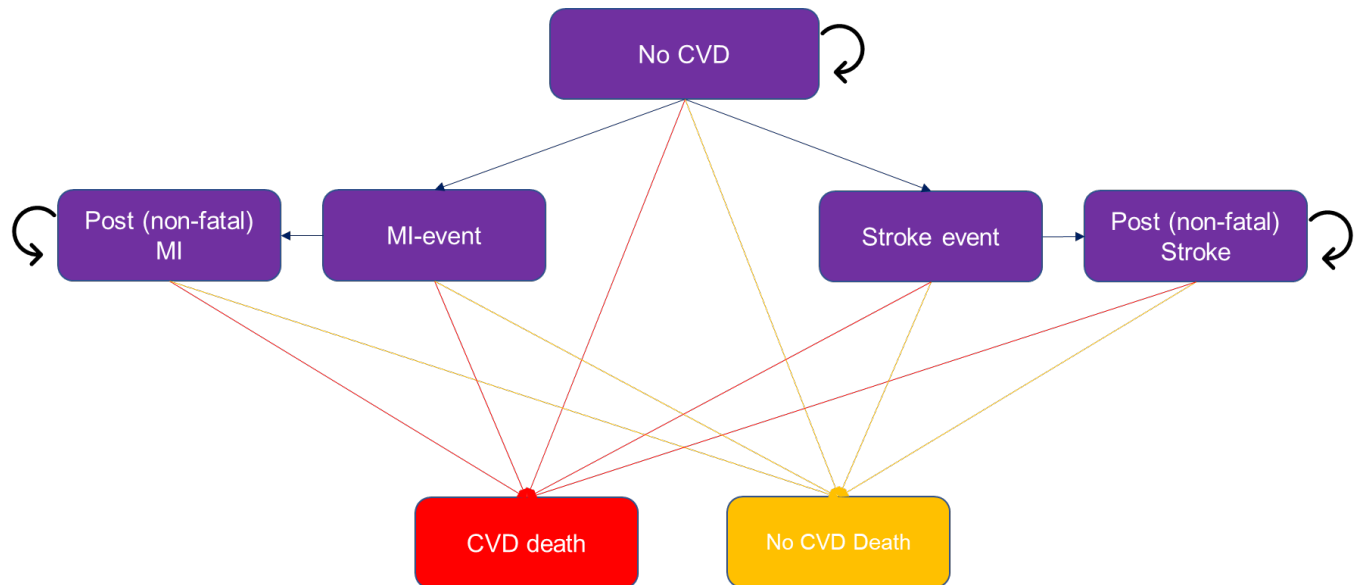 No CVD
Post (non-fatal)
MI
MI-event
Stroke event
Post (non-fatal)
Stroke
CVD death
No CVD Death